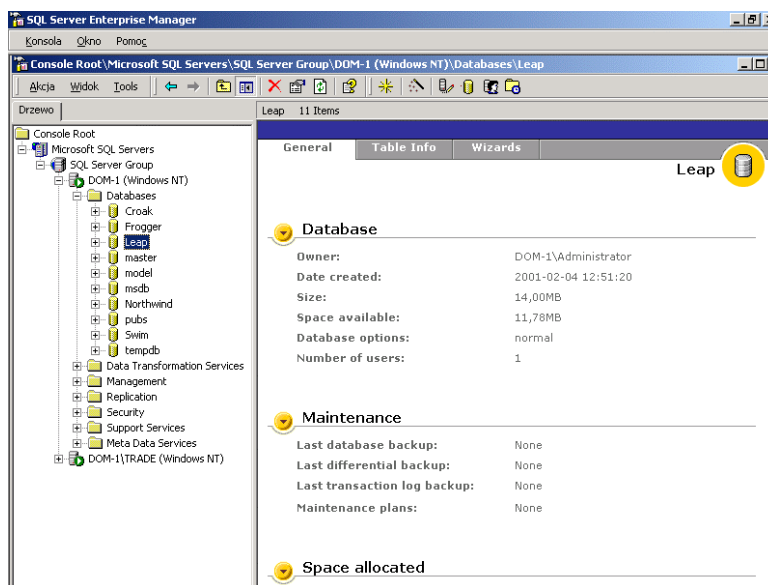 SQL Server Enterprise Manager
Konsola Okno Pomoc
Console Root\Microsoft SQL Servers\SQL Server Group\DOM-1 (Windows NT)\Databases\Leap
Akcja Widok Tools
Drzewo
Leap 11 Items
Console Root
Microsoft SQL Servers
SQL Server Group
DOM-1 (Windows NT)
Databases
Croak
Frogger
Leap
master
model
msdb
Northwind
pubs
Swim
tempdb
Data Transformation Services
Management
Replication
Security
Support Services
Meta Data Services
DOM-1\TRADE (Windows NT)
General Table Info Wizards
Leap
Database
Owner: DOM-1\Administrator
Date created: 2001-02-04 12:51:20
Size: 14,00MB
Space available: 11,78MB
Database options: normal
Number of users: 1
Maintenance
Last database backup: None
Last differential backup: None
Last transaction log backup: None
Maintenance plans: None
Space allocated